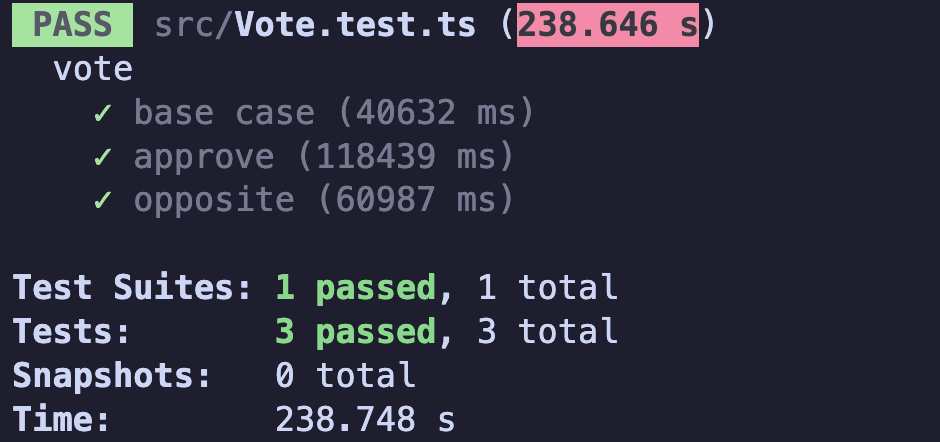 PASS src/Vote.test.ts (238.646 s)
vote
✓ base case (40632 ms)
✓ approve (118439 ms)
✓ opposite (60987 ms)
Test Suites: 1 passed, 1 total
Tests: 3 passed, 3 total
Snapshots: 0 total
Time: 238.748 s